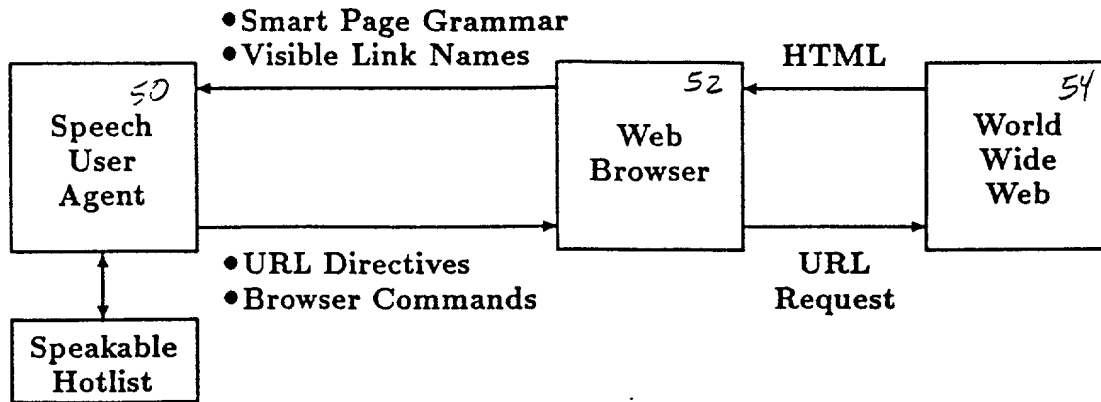 •Smart Page Grammar
•Visible Link Names
HTML
50
Speech
User
Agent
52
Web
Browser
54
World
Wide
Web
•URL Directives
•Browser Commands
URL
Request
Speakable
Hotlist